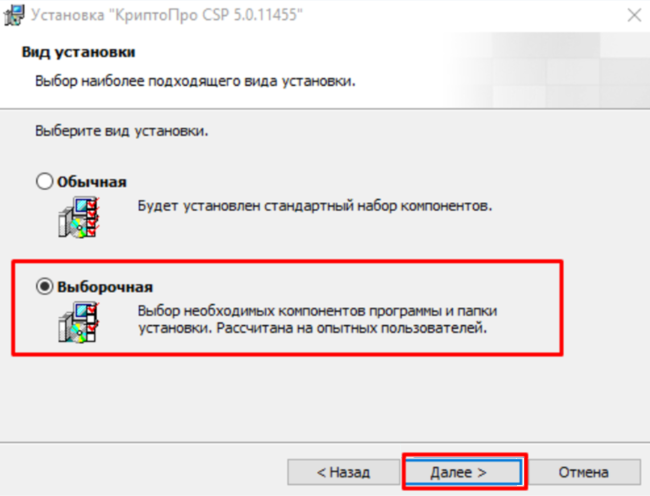 Установка "КриптоПро CSP 5.0.11455"
Вид установки
Выбор наиболее подходящего вида установки.
Выберите вид установки.
Обычная
Будет установлен стандартный набор компонентов.
Выборочная
Выбор необходимых компонентов программы и папки
установки. Рассчитана на опытных пользователей.
< Назад
Далее >
Отмена